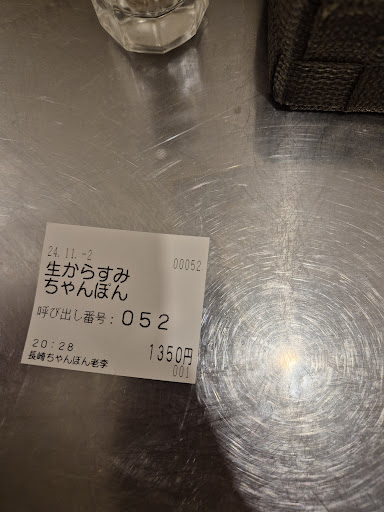 24.11.-2
00052
生からすみ
ちゃんぽん
呼び出し番号:052
20:28
1350円
長崎ちゃんぽん老李
001